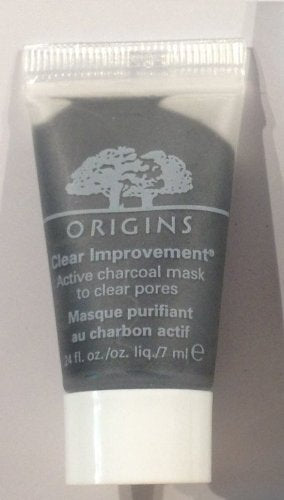 ORIGINS
Clear Improvement®
Active charcoal mask
to clear pores
Masque purifiant
au charbon actif
.24 fl. oz./oz. liq./7 ml ℮